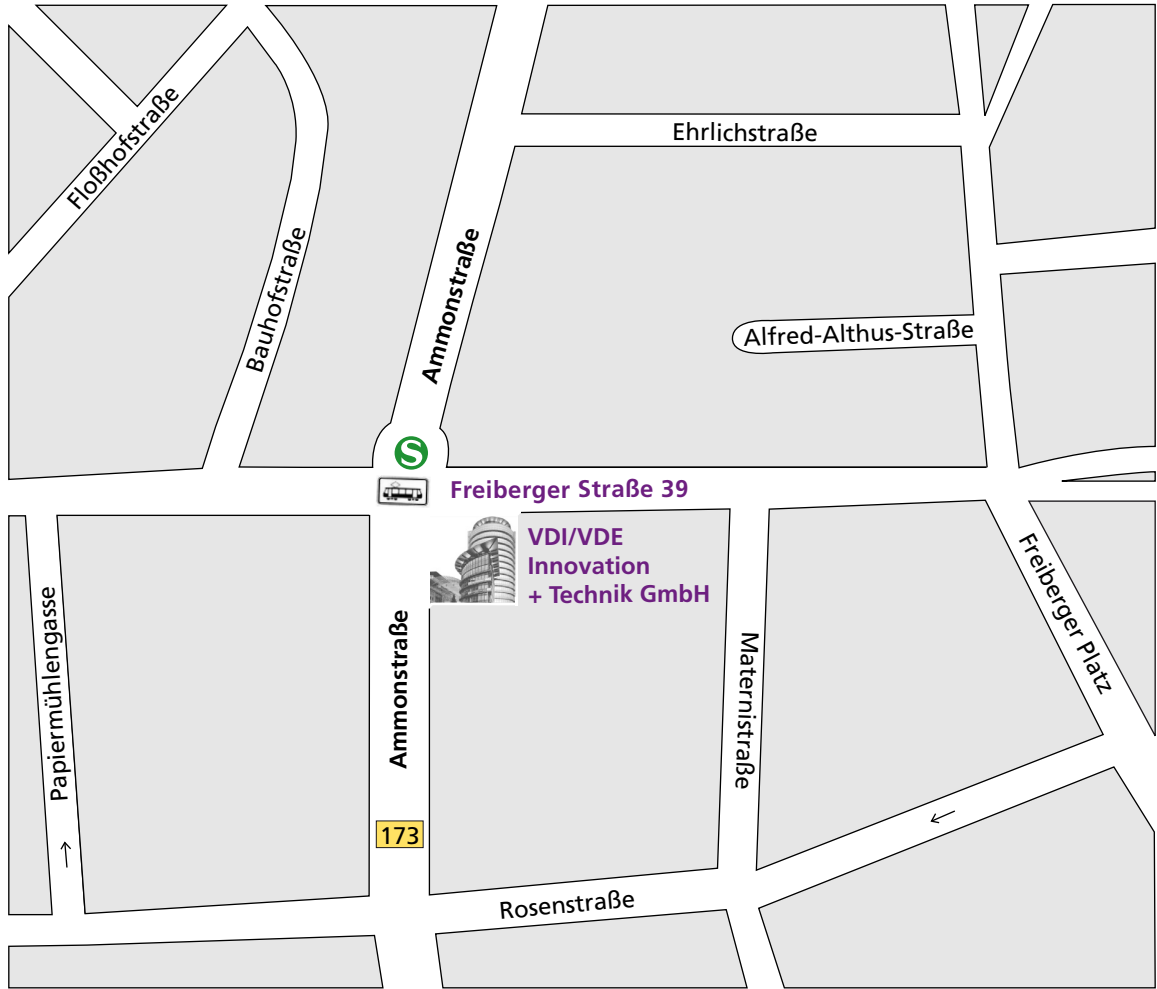 Floßhofstraße
Ehrlichstraße
Bauhofstraße
Ammonstraße
Alfred-Althus-Straße
S
Freiberger Straße 39
VDI/VDE
Innovation
+ Technik GmbH
Freiberger Platz
Papiermühlengasse
Ammonstraße
Maternistraße
173
Rosenstraße